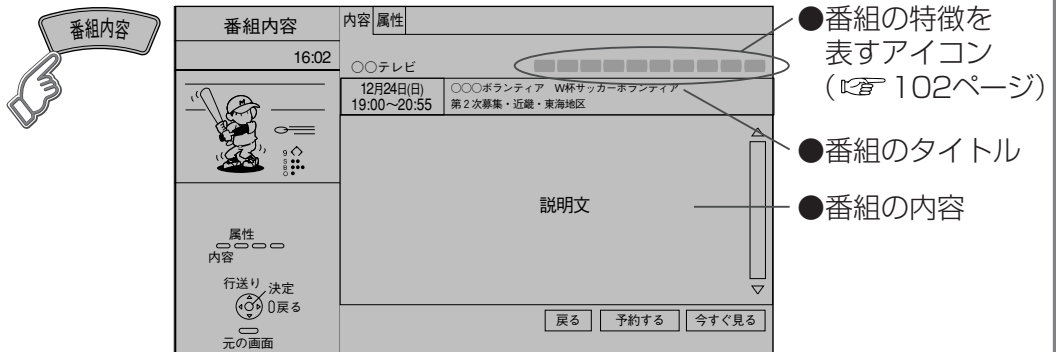 番組内容
番組内容
16:02
内容 属性
○○テレビ
12月24日(日)
19:00〜20:55
○○○ボランティア W杯サッカーボランティア
第2次募集・近畿・東海地区
9
S
B
O
説明文
属性
内容
行送り
決定
戻る
元の画面
戻る 予約する 今すぐ見る
●番組の特徴を
表すアイコン
(☞ 102ページ)
●番組のタイトル
●番組の内容